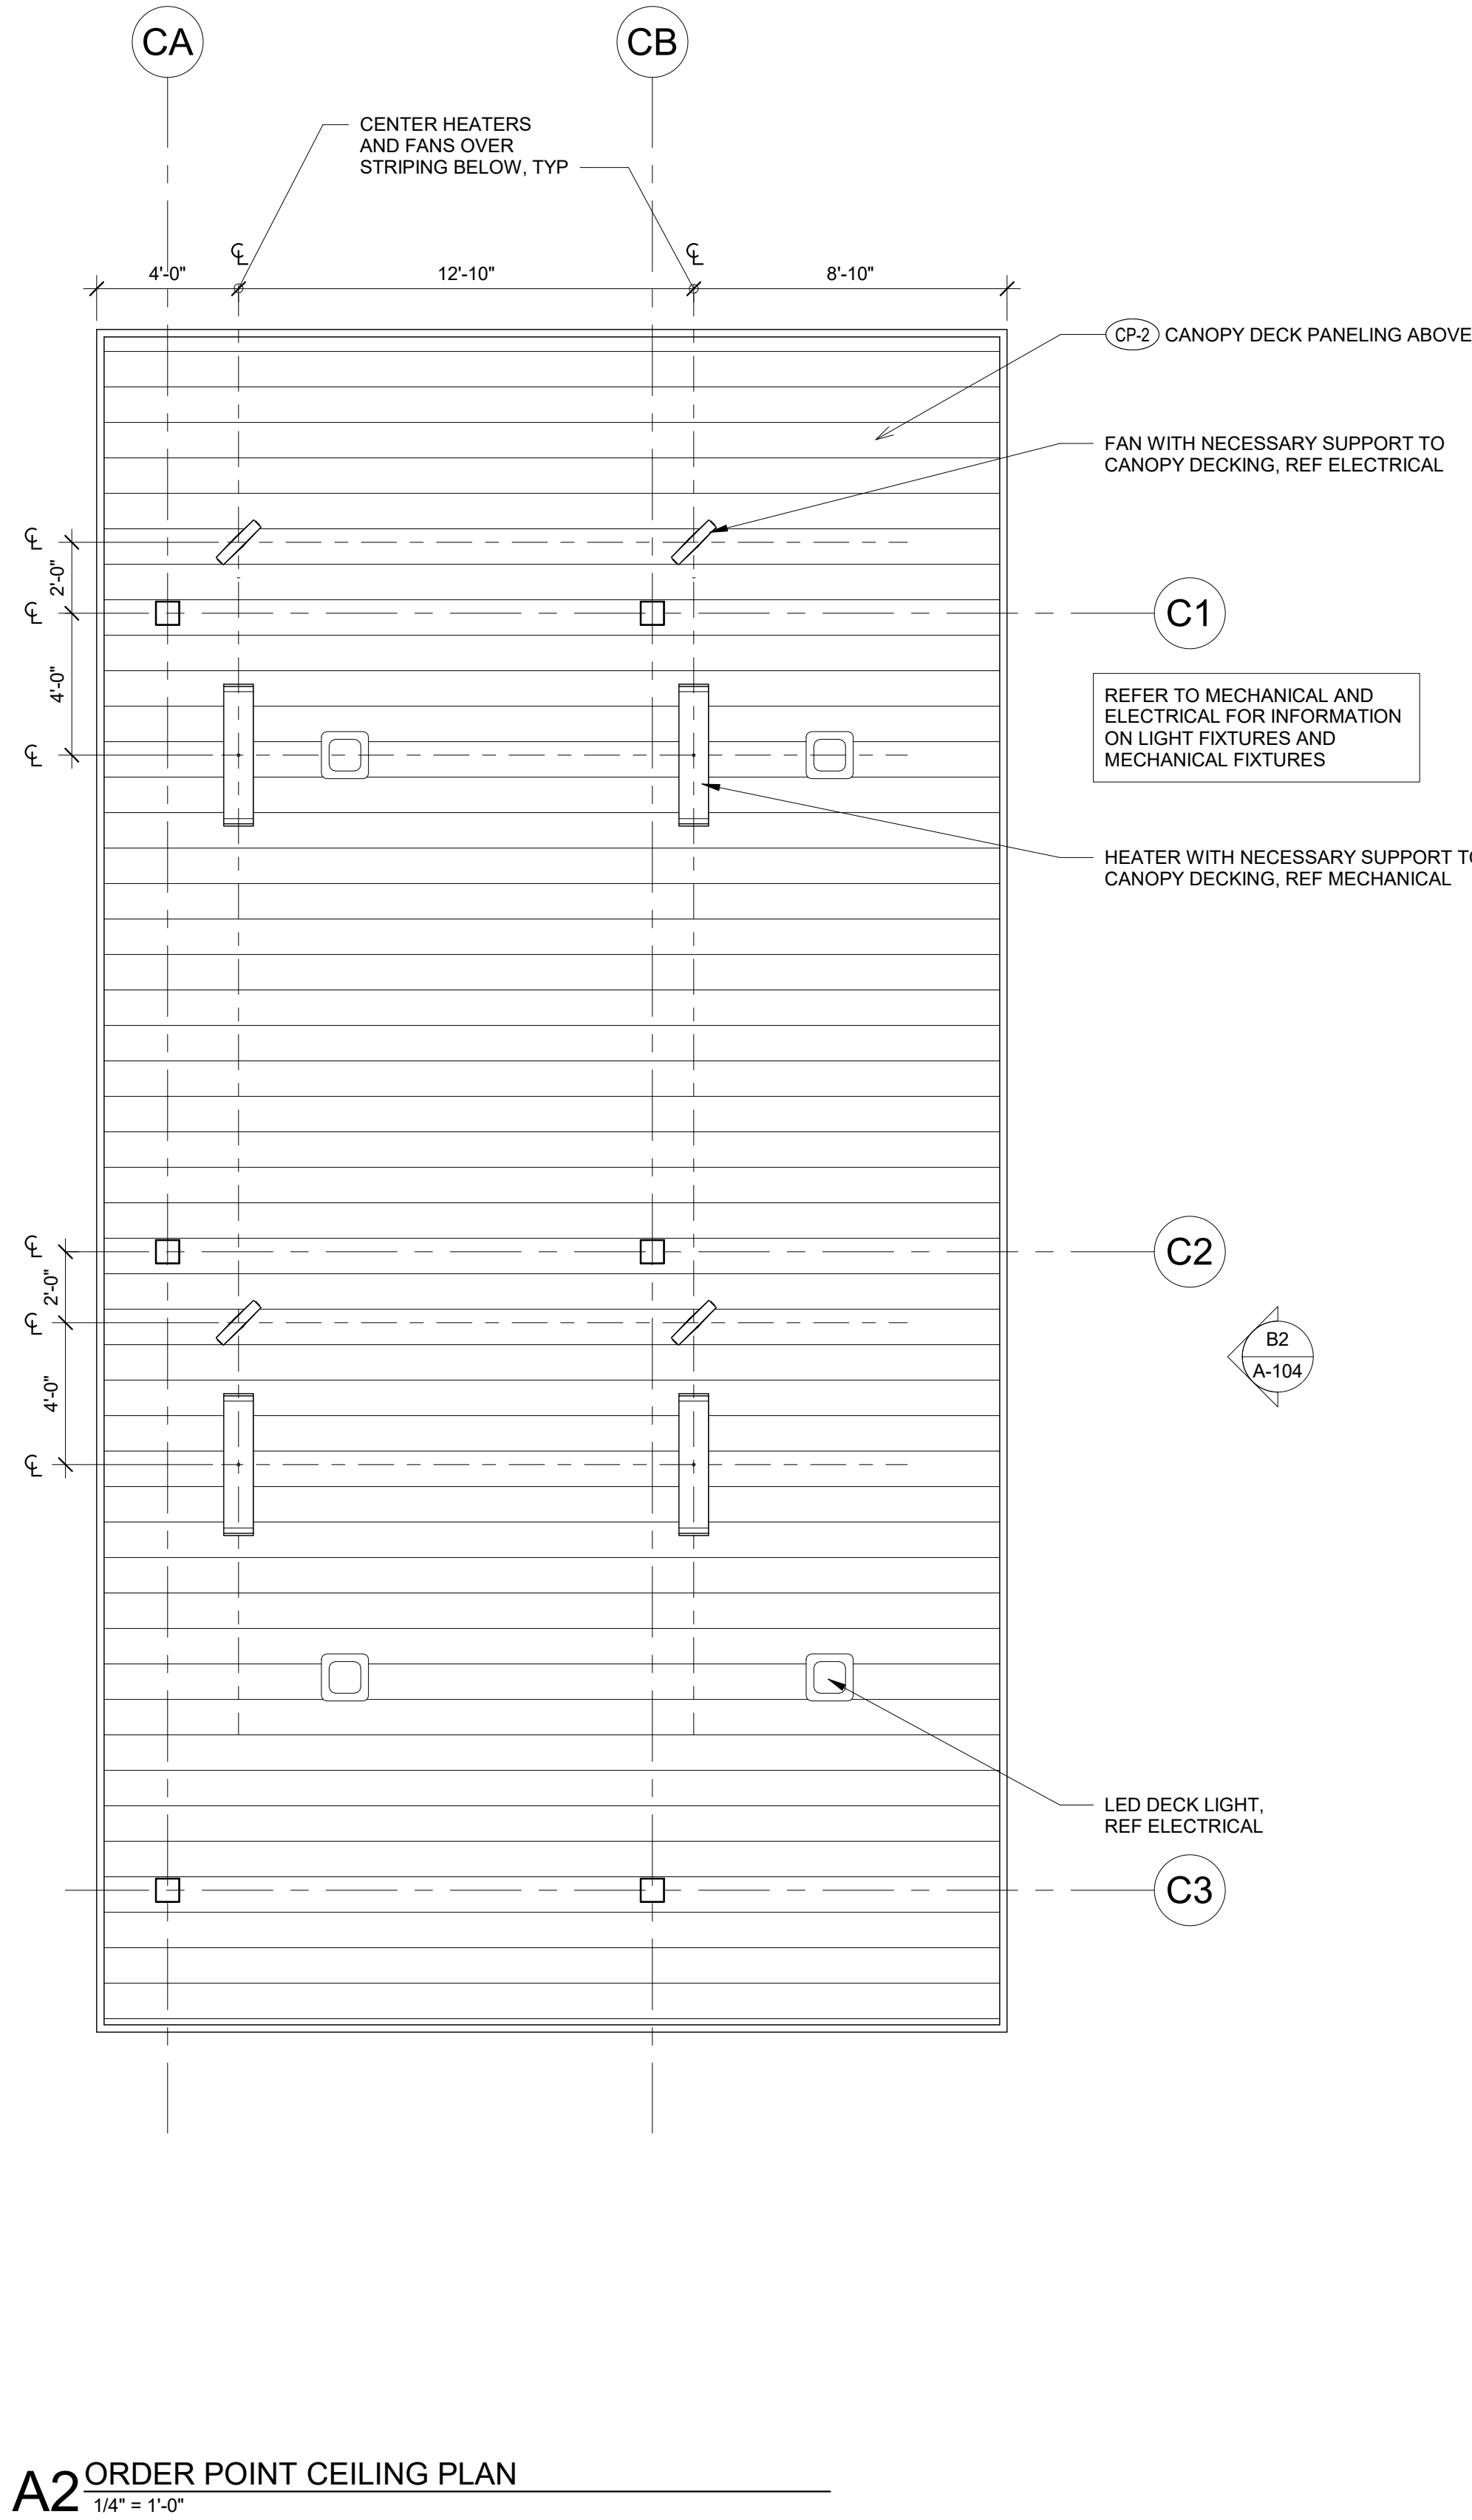 CA
CB
CENTER HEATERS
AND FANS OVER
STRIPING BELOW, TYP
℄
℄
4'-0"
12'-10"
8'-10"
CP-2 CANOPY DECK PANELING ABOVE
FAN WITH NECESSARY SUPPORT TO
CANOPY DECKING, REF ELECTRICAL
℄
2'-0"
℄
C1
4'-0"
℄
REFER TO MECHANICAL AND
ELECTRICAL FOR INFORMATION
ON LIGHT FIXTURES AND
MECHANICAL FIXTURES
HEATER WITH NECESSARY SUPPORT TO
CANOPY DECKING, REF MECHANICAL
℄
C2
2'-0"
℄
B2
A-104
4'-0"
℄
LED DECK LIGHT,
REF ELECTRICAL
C3
A2 ORDER POINT CEILING PLAN
1/4" = 1'-0"